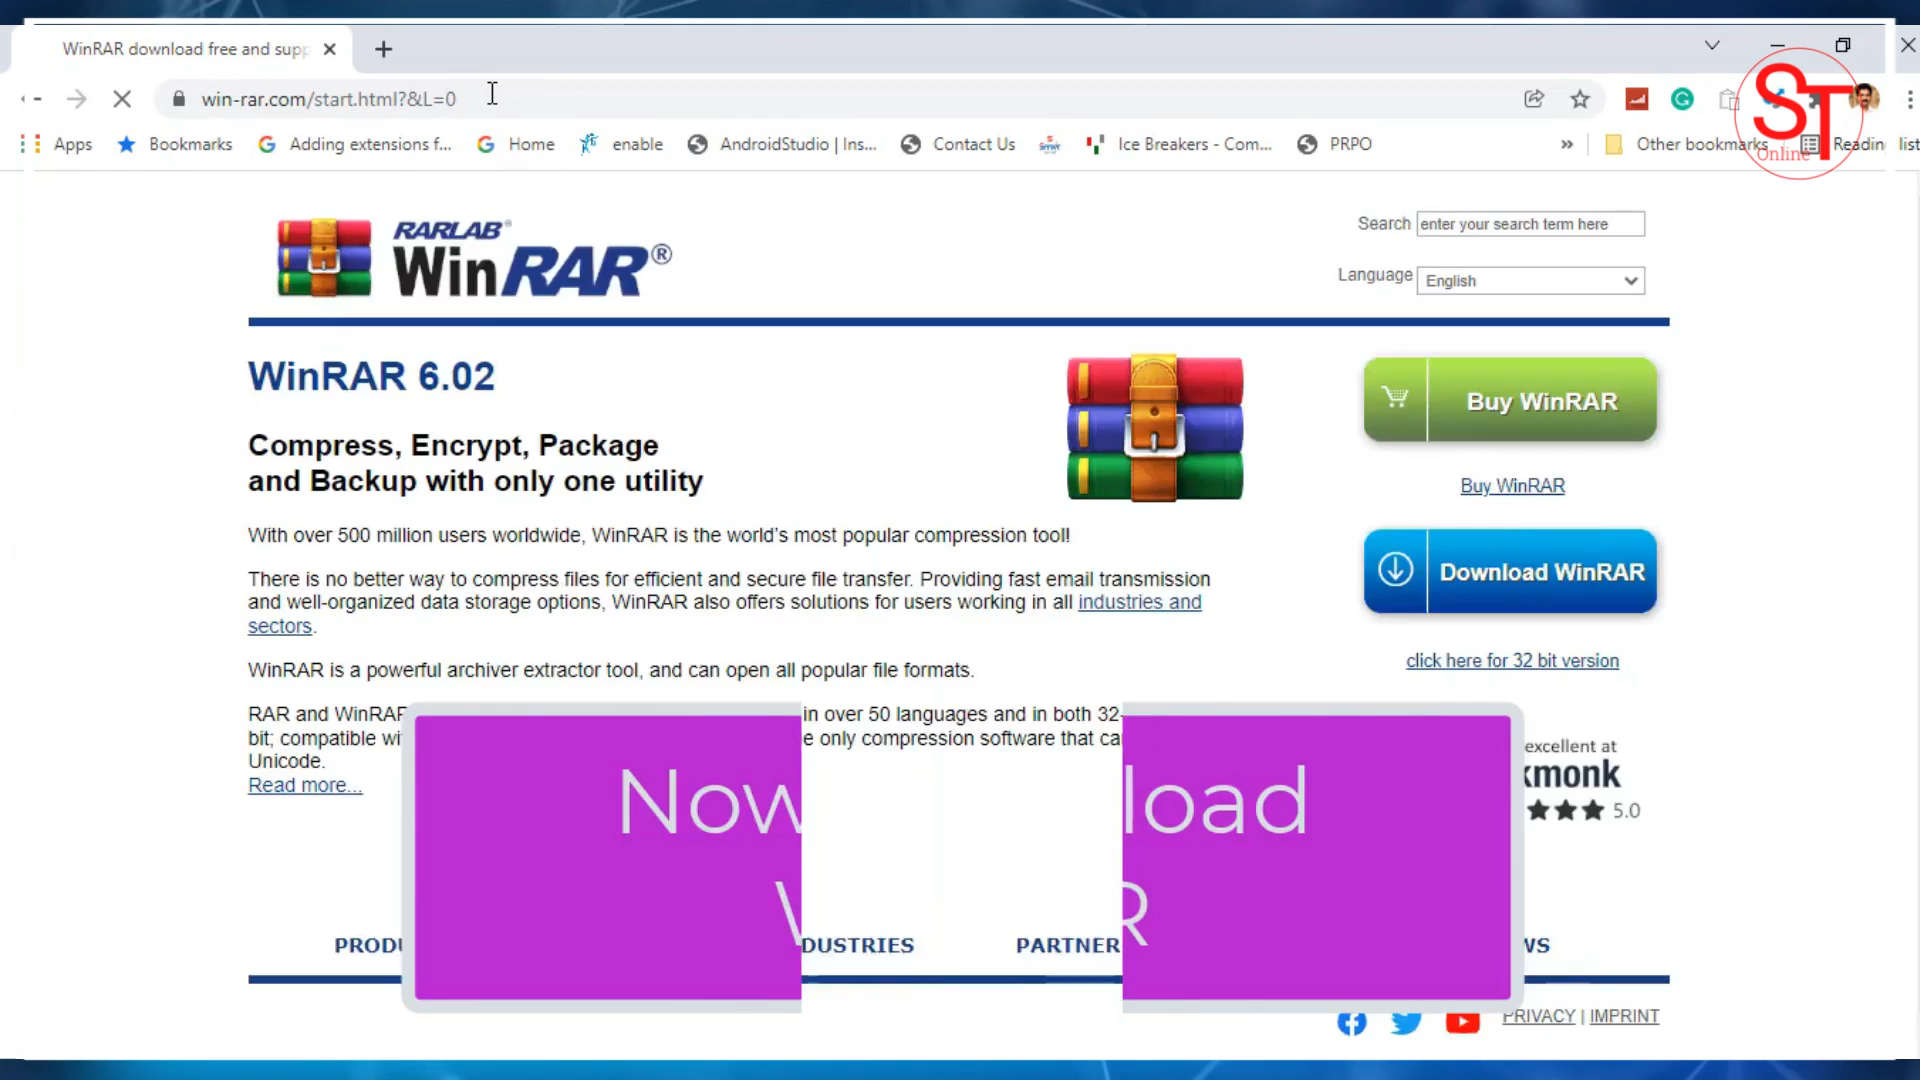 WinRAR download free and supp
win-rar.com/start.html?&L=0
Apps
Bookmarks
Adding extensions f...
Home
enable
AndroidStudio | Ins...
Contact Us
Ice Breakers - Com...
PRPO
»
Other bookmarks
Reading list
ST
Online
RARLAB®
WinRAR®
Search enter your search term here
Language English
WinRAR 6.02
Compress, Encrypt, Package
and Backup with only one utility
With over 500 million users worldwide, WinRAR is the world's most popular compression tool!
There is no better way to compress files for efficient and secure file transfer. Providing fast email transmission
and well-organized data storage options, WinRAR also offers solutions for users working in all industries and
sectors.
WinRAR is a powerful archiver extractor tool, and can open all popular file formats.
RAR and WinRAR in over 50 languages and in both 32-
bit; compatible only compression software that
Unicode.
Read more...
Buy WinRAR
Buy WinRAR
Download WinRAR
click here for 32 bit version
excellent at
kmonk
5.0
Now load
R
PRODU DUSTRIES PARTNER WS
PRIVACY | IMPRINT